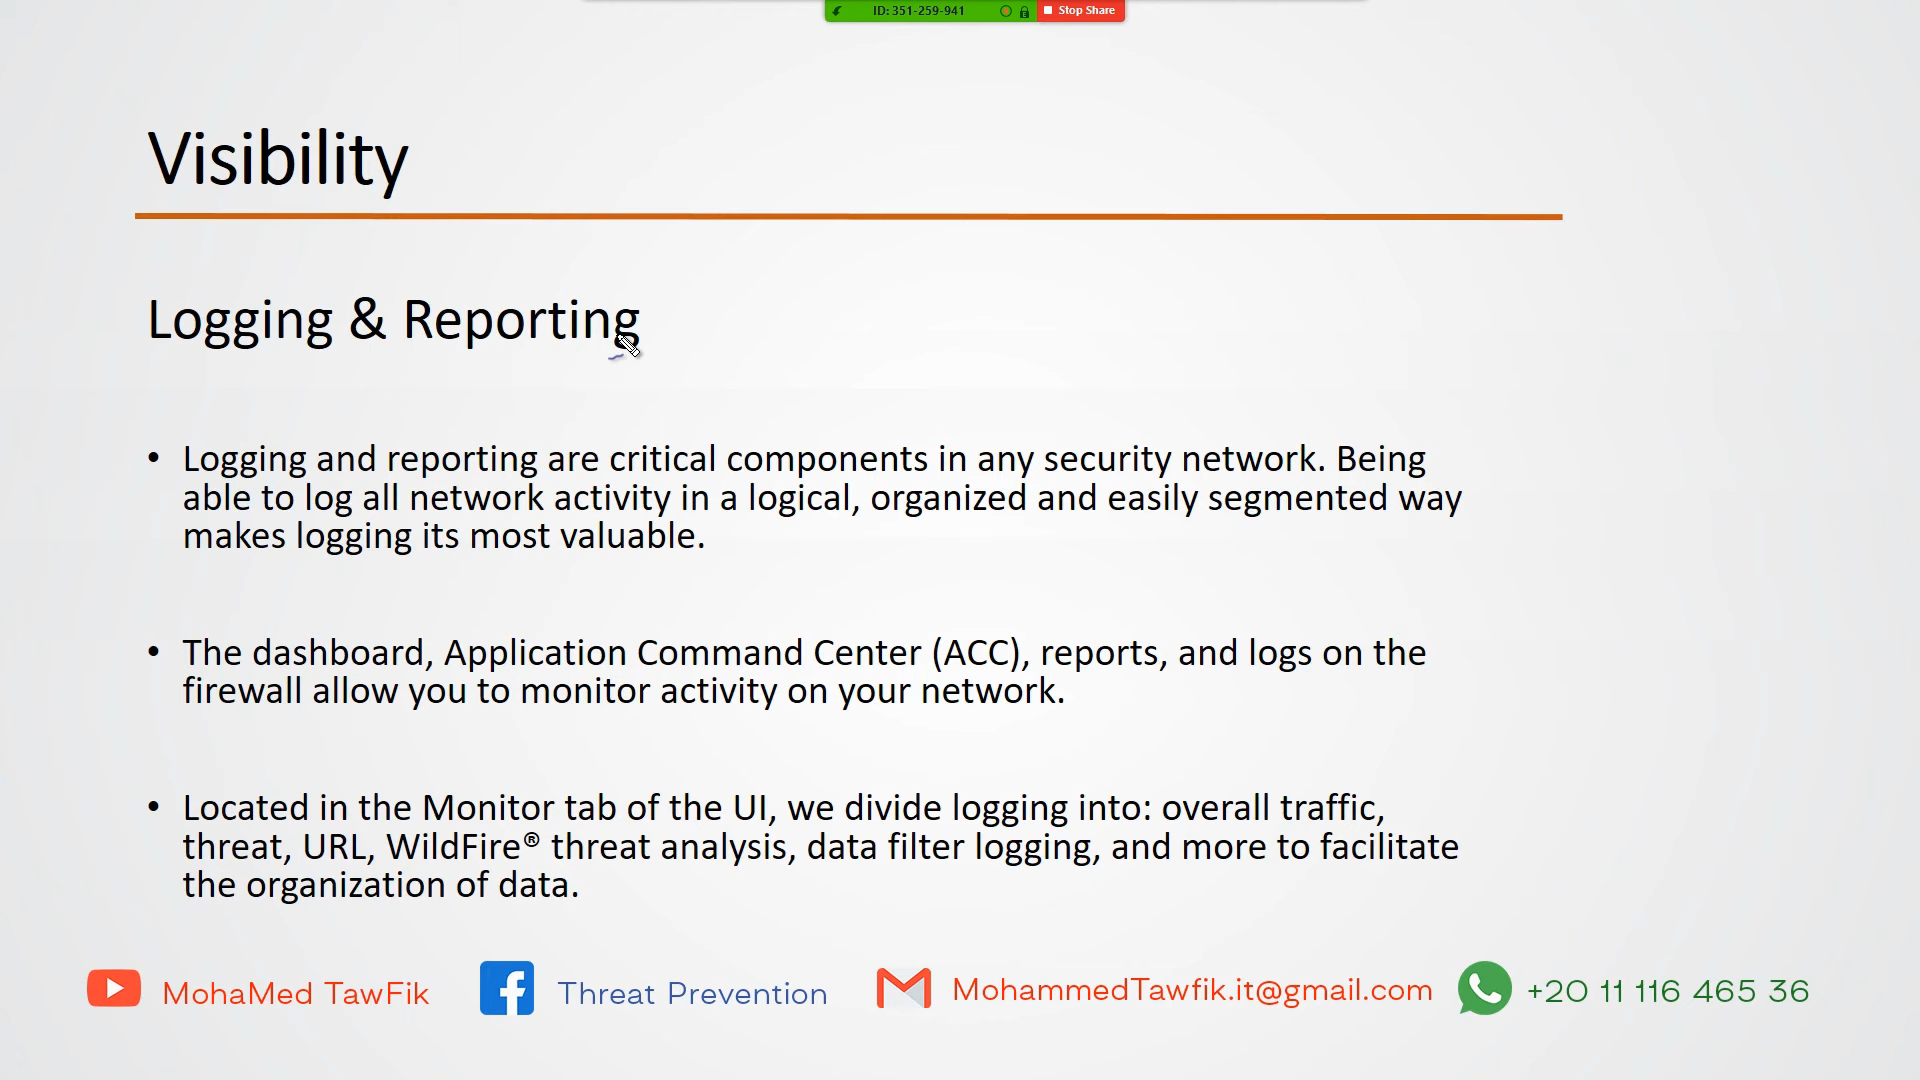 ID: 351-259-941 Stop Share
Visibility
Logging & Reporting
• Logging and reporting are critical components in any security network. Being
able to log all network activity in a logical, organized and easily segmented way
makes logging its most valuable.
• The dashboard, Application Command Center (ACC), reports, and logs on the
firewall allow you to monitor activity on your network.
• Located in the Monitor tab of the UI, we divide logging into: overall traffic,
threat, URL, WildFire® threat analysis, data filter logging, and more to facilitate
the organization of data.
MohaMed TawFik Threat Prevention MohammedTawfik.it@gmail.com +20 11 116 465 36